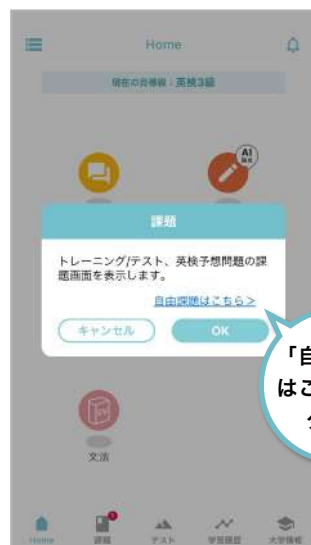 Home
現在の目標級：英検3級
AI
課題
トレーニング/テスト、英検予想問題の課
題画面を表示します。
自由課題はこちら＞
キャンセル
OK
「自
はこ
文法
1
Home
課題
テスト
学習履歴
大学情報